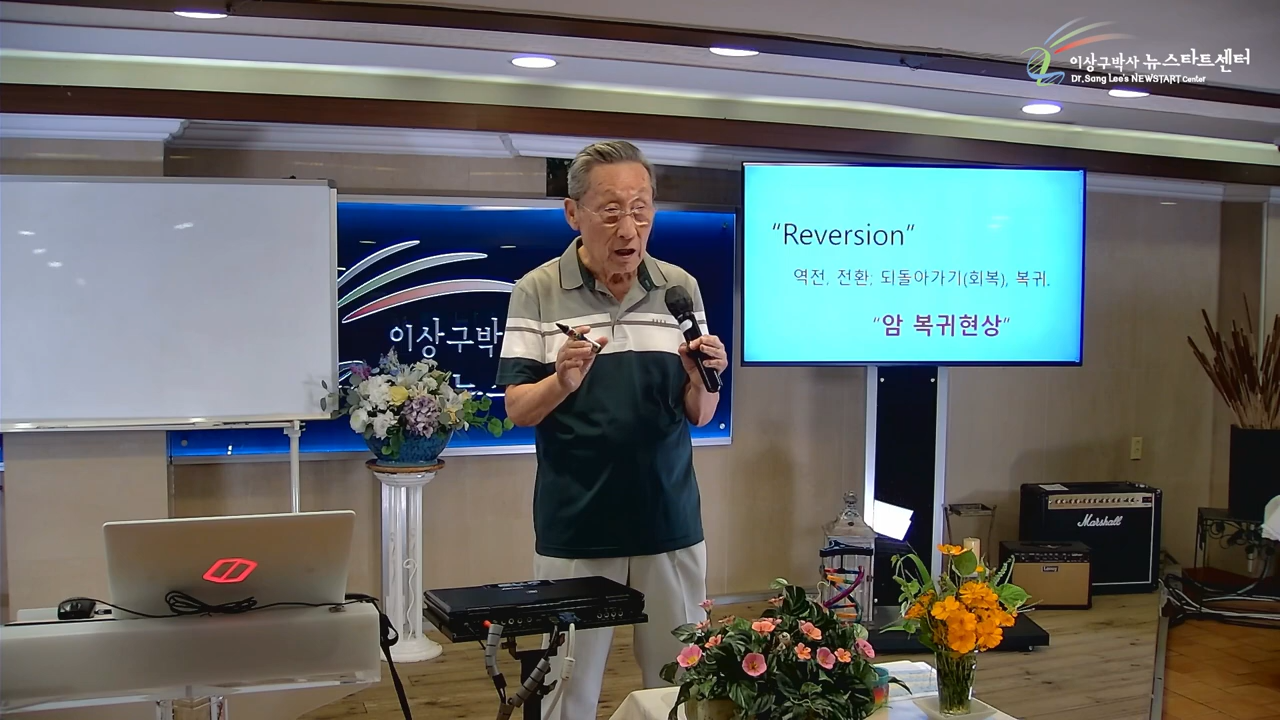 이상구박사 뉴스타트센터
Dr. Sang Lee's NEWSTART Center
"Reversion"
역전, 전환; 되돌아가기(회복), 복귀.
"암 복귀현상"
이상구박
Marshall
Laney